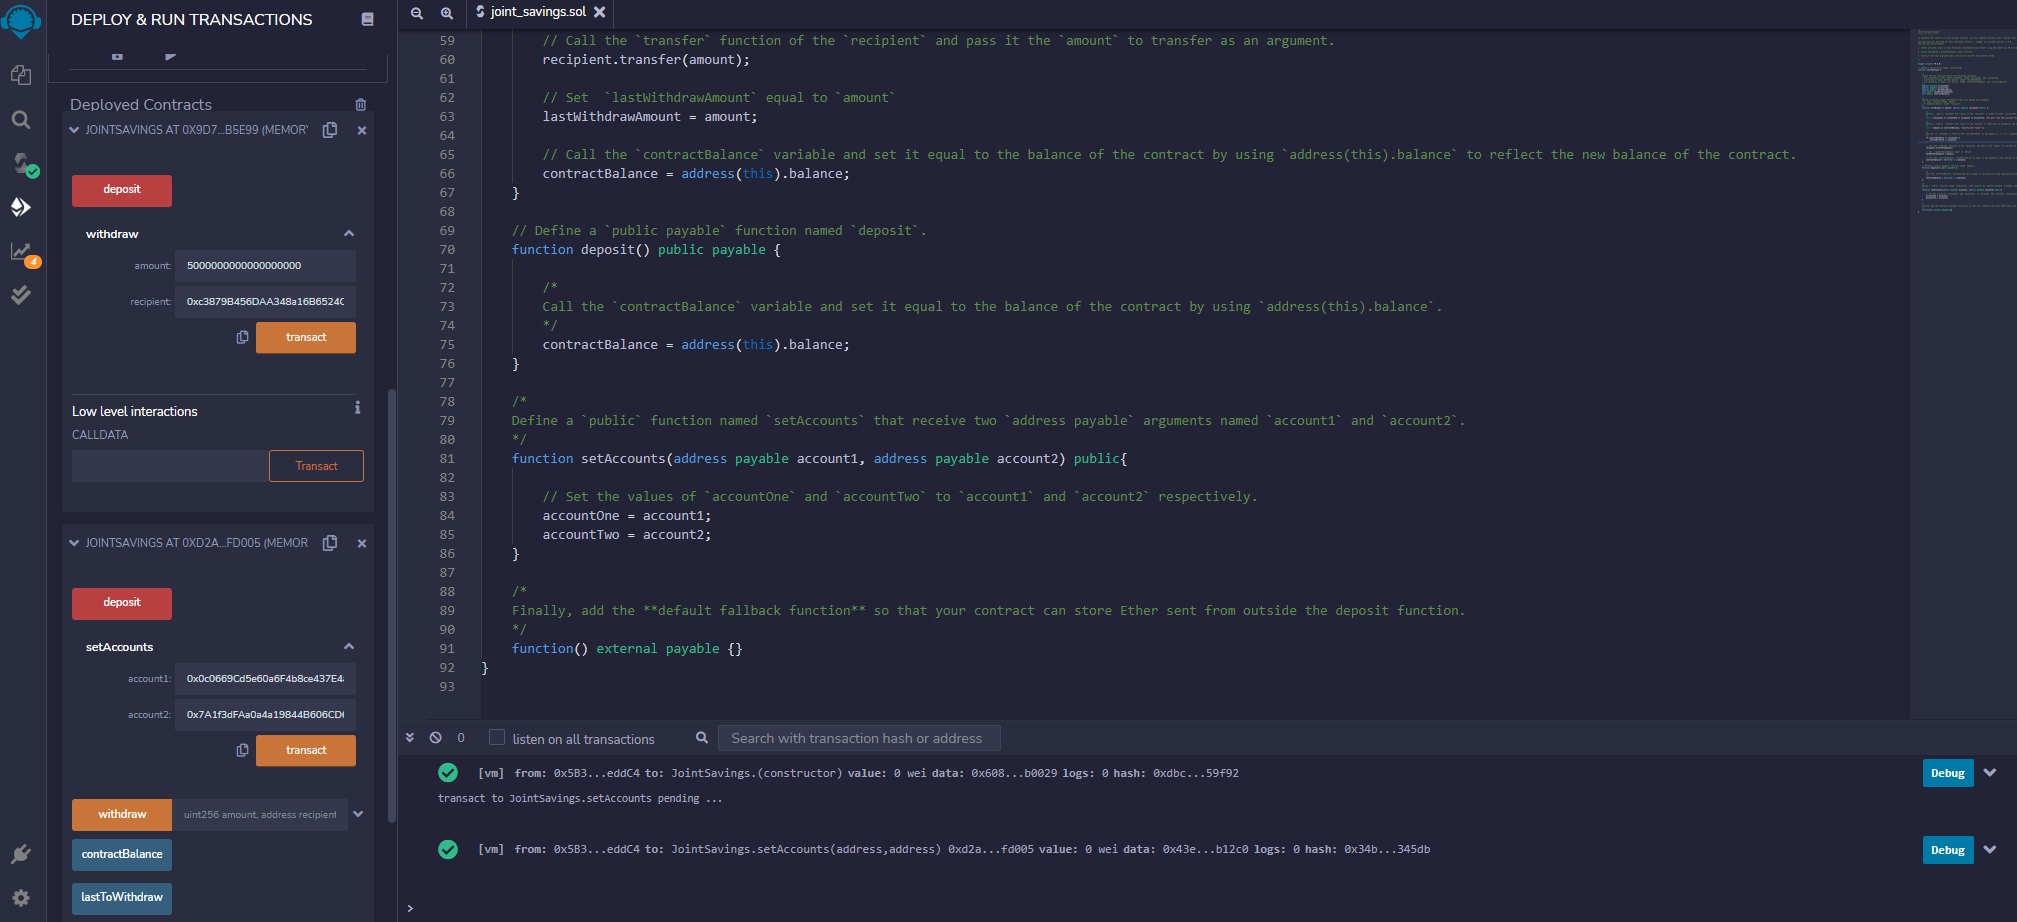 DEPLOY & RUN TRANSACTIONS
Deployed Contracts
JOINTSAVINGS AT 0X9D7...B5E99 (MEMORY
deposit
withdraw
amount:
5000000000000000000
recipient:
0xc3879B456DAA348a16B6524C
transact
Low level interactions
CALLDATA
Transact
JOINTSAVINGS AT 0XD2A...FD005 (MEMOR
deposit
setAccounts
account1:
0x0c0669Cd5e60a6F4b8ce437E4
account2:
0x7A1f3dFAa0a4a19844B606CD
transact
withdraw
uint256 amount, address recipient
contractBalance
lastToWithdraw
4
joint_savings.sol
59 // Call the `transfer` function of the `recipient` and pass it the `amount` to transfer as an argument.
60 recipient.transfer(amount);
61
62 // Set  `lastWithdrawAmount` equal to `amount`
63 lastWithdrawAmount = amount;
64
65 // Call the `contractBalance` variable and set it equal to the balance of the contract by using `address(this).balance` to reflect the new balance of the contract.
66 contractBalance = address(this).balance;
67 }
68
69 // Define a `public payable` function named `deposit`.
70 function deposit() public payable {
71
72 /*
73 Call the `contractBalance` variable and set it equal to the balance of the contract by using `address(this).balance`.
74 */
75 contractBalance = address(this).balance;
76 }
77
78 /*
79 Define a `public` function named `setAccounts` that receive two `address payable` arguments named `account1` and `account2`.
80 */
81 function setAccounts(address payable account1, address payable account2) public{
82
83 // Set the values of `accountOne` and `accountTwo` to `account1` and `account2` respectively.
84 accountOne = account1;
85 accountTwo = account2;
86 }
87
88 /*
89 Finally, add the **default fallback function** so that your contract can store Ether sent from outside the deposit function.
90 */
91 function() external payable {}
92 }
93
0
listen on all transactions
Search with transaction hash or address
[vm] from: 0x5B3...eddC4 to: JointSavings.(constructor) value: 0 wei data: 0x608...b0029 logs: 0 hash: 0xdbc...59f92
Debug
transact to JointSavings.setAccounts pending ...
[vm] from: 0x5B3...eddC4 to: JointSavings.setAccounts(address,address) 0xd2a...fd005 value: 0 wei data: 0x43e...b12c0 logs: 0 hash: 0x34b...345db
Debug
>